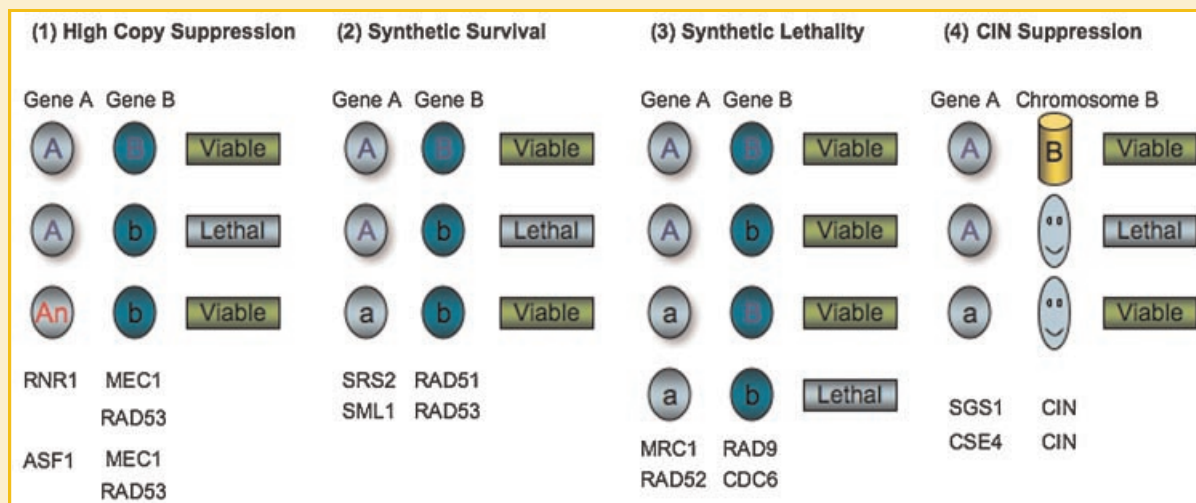 (1) High Copy Suppression
Gene A Gene B
A B Viable
A b Lethal
An b Viable
RNR1 MEC1
RAD53
ASF1 MEC1
RAD53
(2) Synthetic Survival
Gene A Gene B
A B Viable
A b Lethal
a b Viable
SRS2 RAD51
SML1 RAD53
(3) Synthetic Lethality
Gene A Gene B
A B Viable
A b Viable
a B Viable
a b Lethal
MRC1 RAD9
RAD52 CDC6
(4) CIN Suppression
Gene A Chromosome B
A B Viable
A Lethal
a Viable
SGS1 CIN
CSE4 CIN